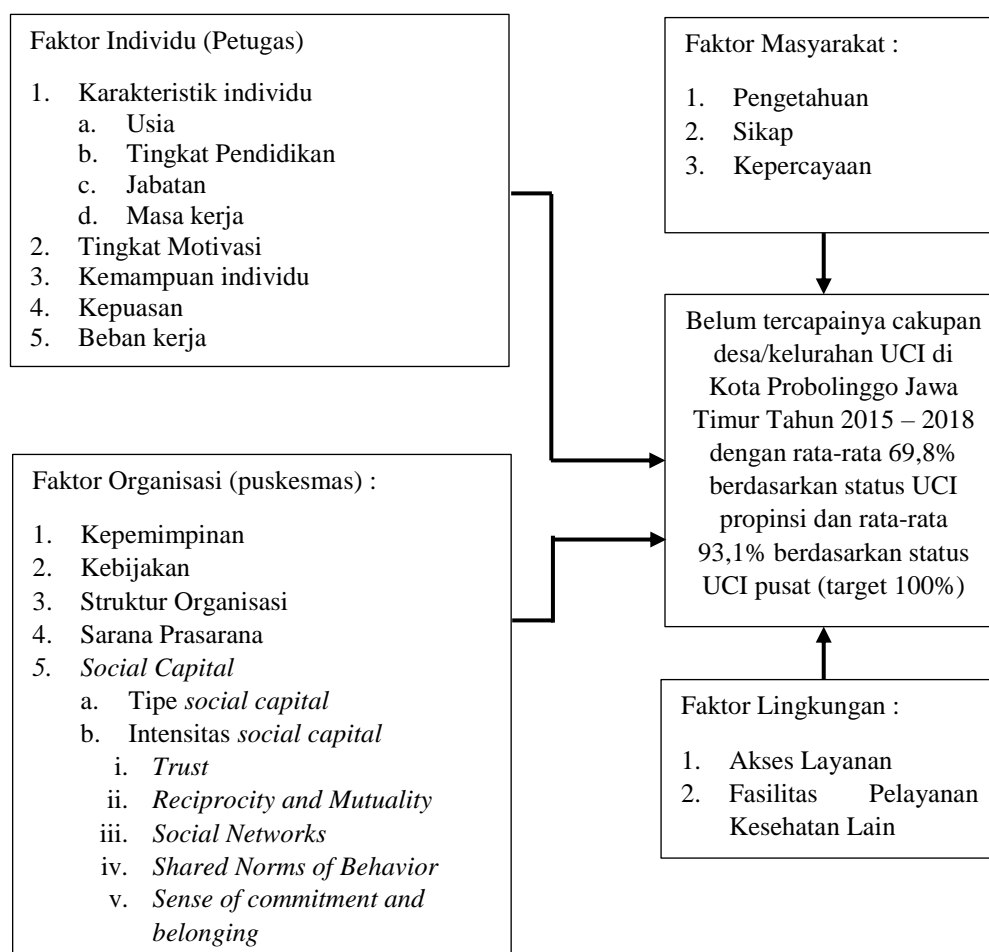 Faktor Individu (Petugas)
1. Karakteristik individu
a. Usia
b. Tingkat Pendidikan
c. Jabatan
d. Masa kerja
2. Tingkat Motivasi
3. Kemampuan individu
4. Kepuasan
5. Beban kerja
Faktor Organisasi (puskesmas) :
1. Kepemimpinan
2. Kebijakan
3. Struktur Organisasi
4. Sarana Prasarana
5. Social Capital
a. Tipe social capital
b. Intensitas social capital
i. Trust
ii. Reciprocity and Mutuality
iii. Social Networks
iv. Shared Norms of Behavior
v. Sense of commitment and
belonging
Faktor Masyarakat :
1. Pengetahuan
2. Sikap
3. Kepercayaan
Belum tercapainya cakupan
desa/kelurahan UCI di
Kota Probolinggo Jawa
Timur Tahun 2015 – 2018
dengan rata-rata 69,8%
berdasarkan status UCI
propinsi dan rata-rata
93,1% berdasarkan status
UCI pusat (target 100%)
Faktor Lingkungan :
1. Akses Layanan
2. Fasilitas Pelayanan
Kesehatan Lain